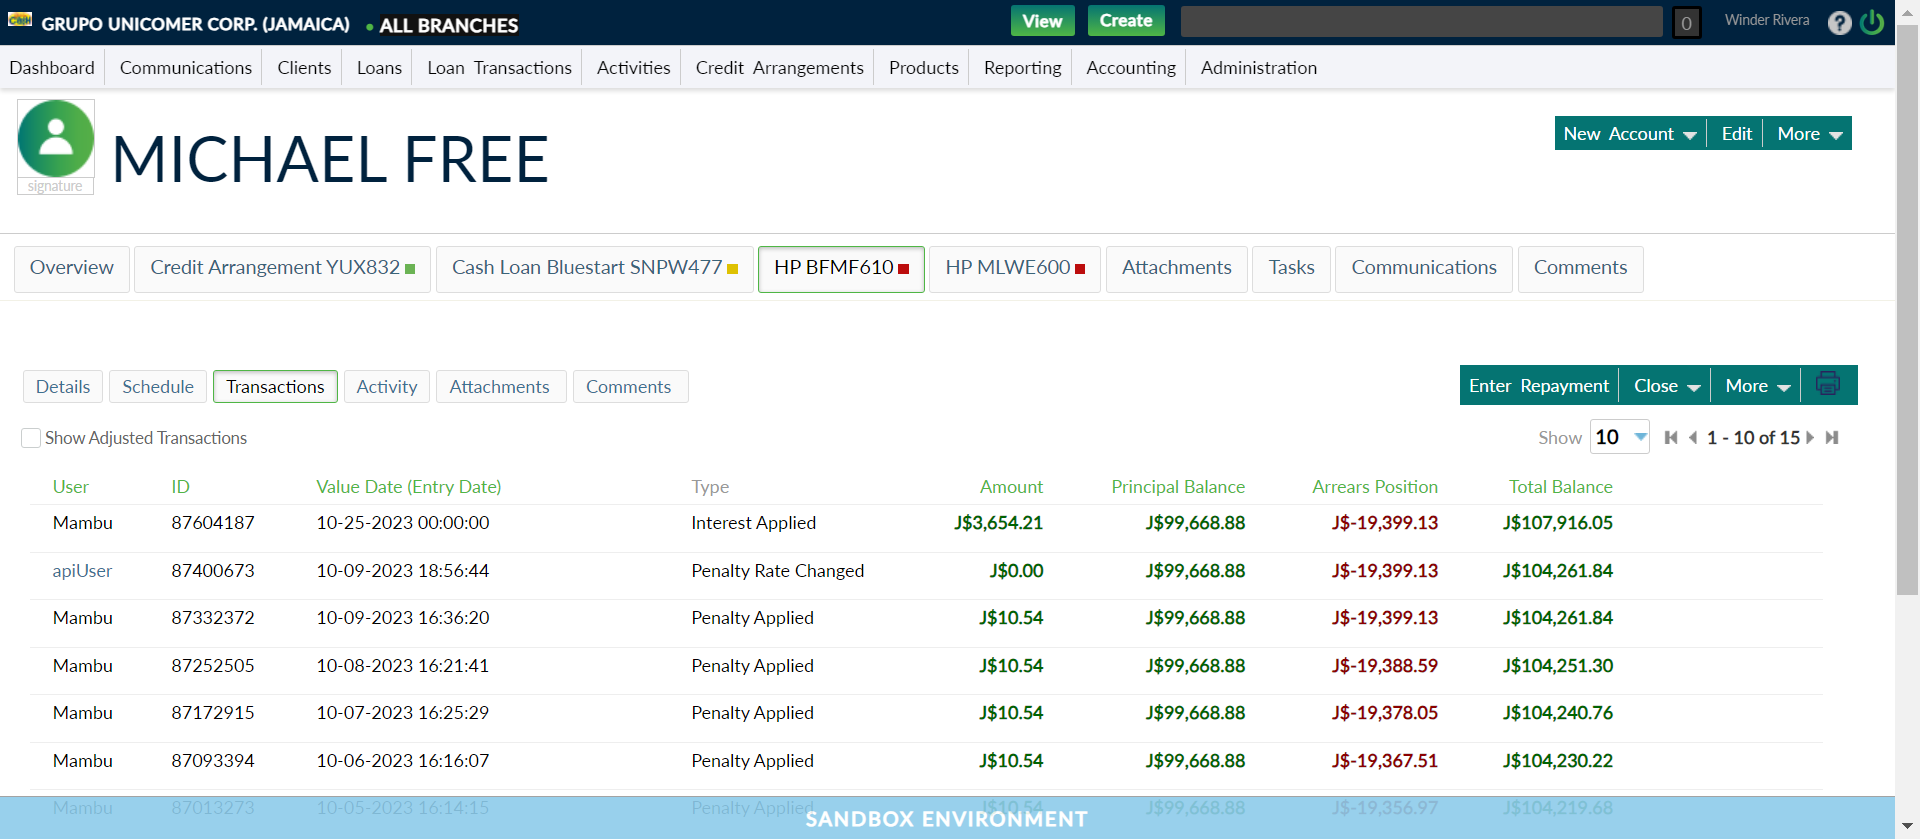 GRUPO UNICOMER CORP. (JAMAICA) • ALL BRANCHES View Create 0 Winder Rivera ?
Dashboard Communications Clients Loans Loan Transactions Activities Credit Arrangements Products Reporting Accounting Administration
MICHAEL FREE
signature
New Account Edit More
Overview Credit Arrangement YUX832 Cash Loan Bluestart SNPW477 HP BFMF610 HP MLWE600 Attachments Tasks Communications Comments
Details Schedule Transactions Activity Attachments Comments Enter Repayment Close More
Show Adjusted Transactions Show 10 1 - 10 of 15
User ID Value Date (Entry Date) Type Amount Principal Balance Arrears Position Total Balance
Mambu 87604187 10-25-2023 00:00:00 Interest Applied J$3,654.21 J$99,668.88 J$-19,399.13 J$107,916.05
apiUser 87400673 10-09-2023 18:56:44 Penalty Rate Changed J$0.00 J$99,668.88 J$-19,399.13 J$104,261.84
Mambu 87332372 10-09-2023 16:36:20 Penalty Applied J$10.54 J$99,668.88 J$-19,399.13 J$104,261.84
Mambu 87252505 10-08-2023 16:21:41 Penalty Applied J$10.54 J$99,668.88 J$-19,388.59 J$104,251.30
Mambu 87172915 10-07-2023 16:25:29 Penalty Applied J$10.54 J$99,668.88 J$-19,378.05 J$104,240.76
Mambu 87093394 10-06-2023 16:16:07 Penalty Applied J$10.54 J$99,668.88 J$-19,367.51 J$104,230.22
Mambu 87013273 10-05-2023 16:14:15 Penalty Applied J$10.54 J$99,668.88 J$-19,356.97 J$104,219.68
SANDBOX ENVIRONMENT